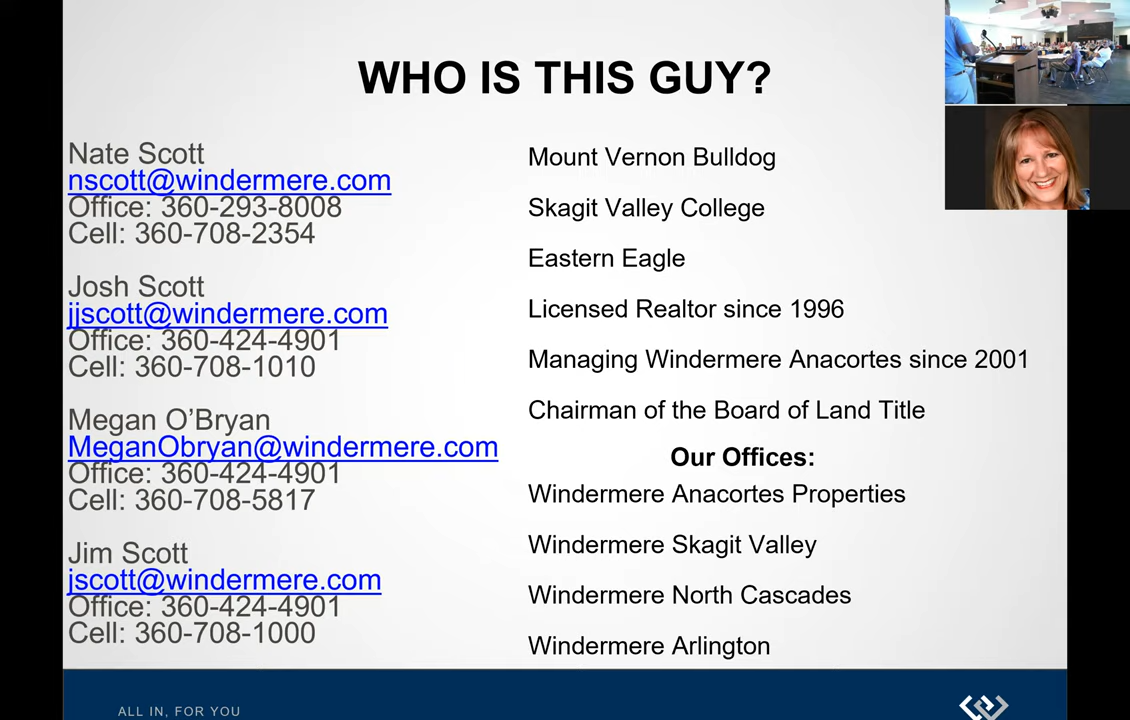 WHO IS THIS GUY?
Nate Scott
nscott@windermere.com
Office: 360-293-8008
Cell: 360-708-2354
Josh Scott
jjscott@windermere.com
Office: 360-424-4901
Cell: 360-708-1010
Megan O’Bryan
MeganObryan@windermere.com
Office: 360-424-4901
Cell: 360-708-5817
Jim Scott
jscott@windermere.com
Office: 360-424-4901
Cell: 360-708-1000
Mount Vernon Bulldog
Skagit Valley College
Eastern Eagle
Licensed Realtor since 1996
Managing Windermere Anacortes since 2001
Chairman of the Board of Land Title
Our Offices:
Windermere Anacortes Properties
Windermere Skagit Valley
Windermere North Cascades
Windermere Arlington
ALL IN, FOR YOU